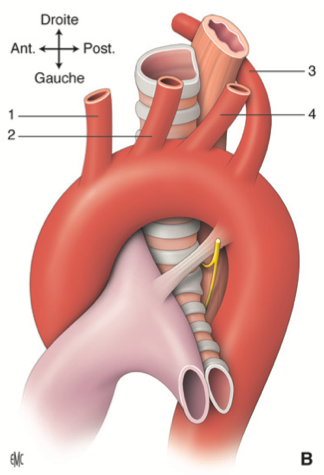 Droite
Ant. Post.
Gauche
1
2
3
4
EMC
B